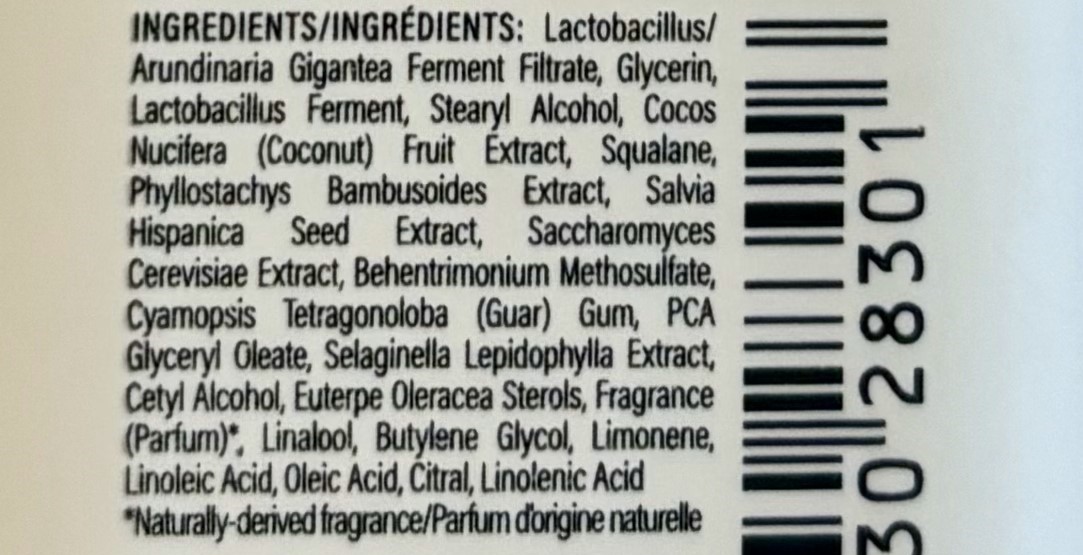 INGREDIENTS/INGRÉDIENTS: Lactobacillus/
Arundinaria Gigantea Ferment Filtrate, Glycerin,
Lactobacillus Ferment, Stearyl Alcohol, Cocos
Nucifera (Coconut) Fruit Extract, Squalane,
Phyllostachys Bambusoides Extract, Salvia
Hispanica Seed Extract, Saccharomyces
Cerevisiae Extract, Behentrimonium Methosulfate,
Cyamopsis Tetragonoloba (Guar) Gum, PCA
Glyceryl Oleate, Selaginella Lepidophylla Extract,
Cetyl Alcohol, Euterpe Oleracea Sterols, Fragrance
(Parfum)*, Linalool, Butylene Glycol, Limonene,
Linoleic Acid, Oleic Acid, Citral, Linolenic Acid
*Naturally-derived fragrance/Parfum d'origine naturelle
30 28301